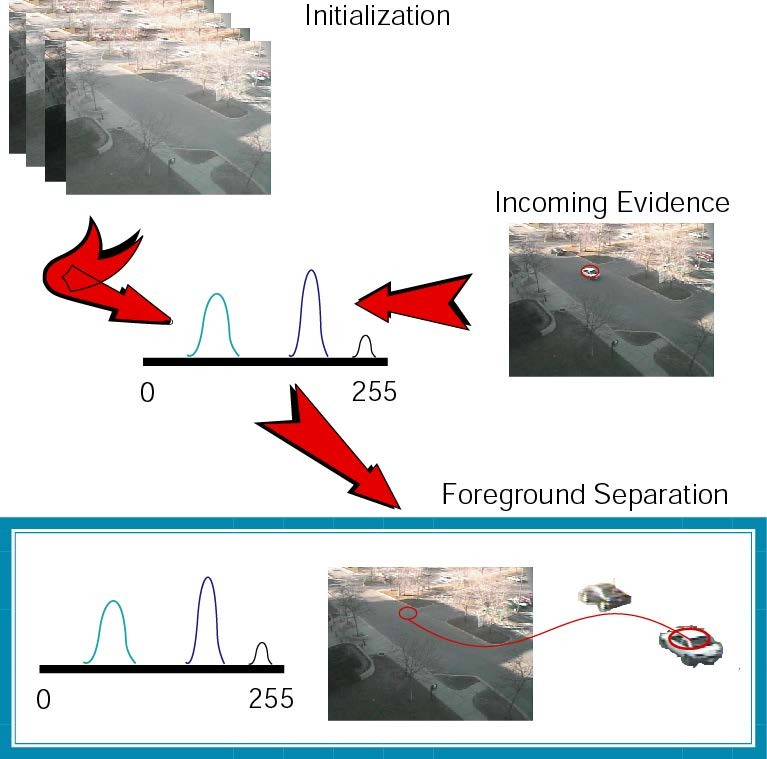 Initialization
Incoming Evidence
0
255
Foreground Separation
0
255